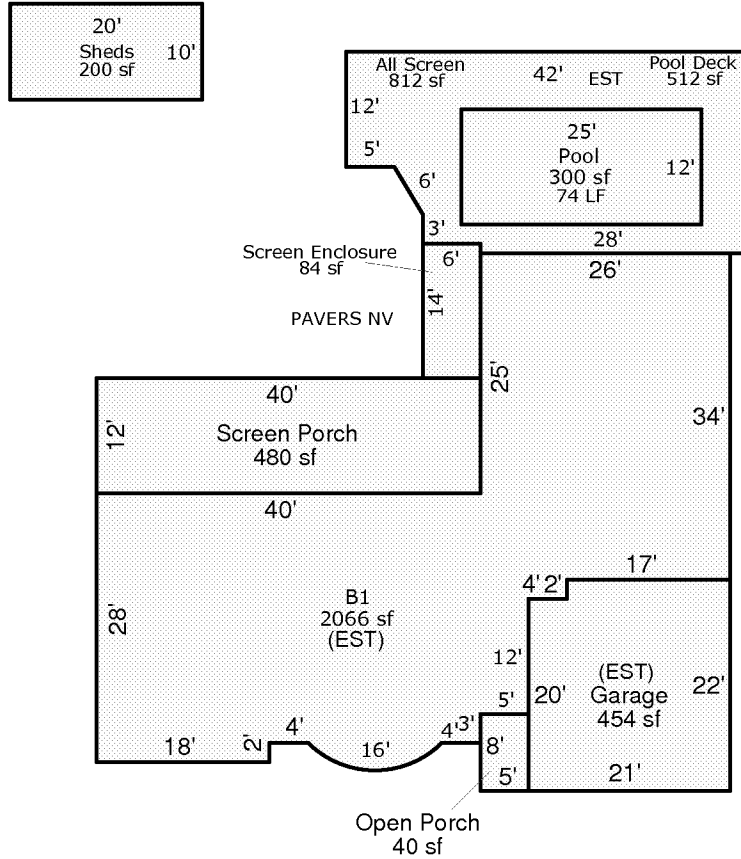 20'
Sheds
10'
200 sf
All Screen
812 sf
42'
EST
Pool Deck
512 sf
12'
5'
6'
3'
25'
Pool
300 sf
74 LF
12'
28'
Screen Enclosure
84 sf
6'
14'
PAVERS NV
26'
25'
34'
40'
12'
Screen Porch
480 sf
40'
28'
B1
2066 sf
(EST)
17'
4' 2'
12'
5'
20'
(EST)
Garage
454 sf
22'
18'
2'
4'
16'
4'
3'
8'
5'
21'
Open Porch
40 sf